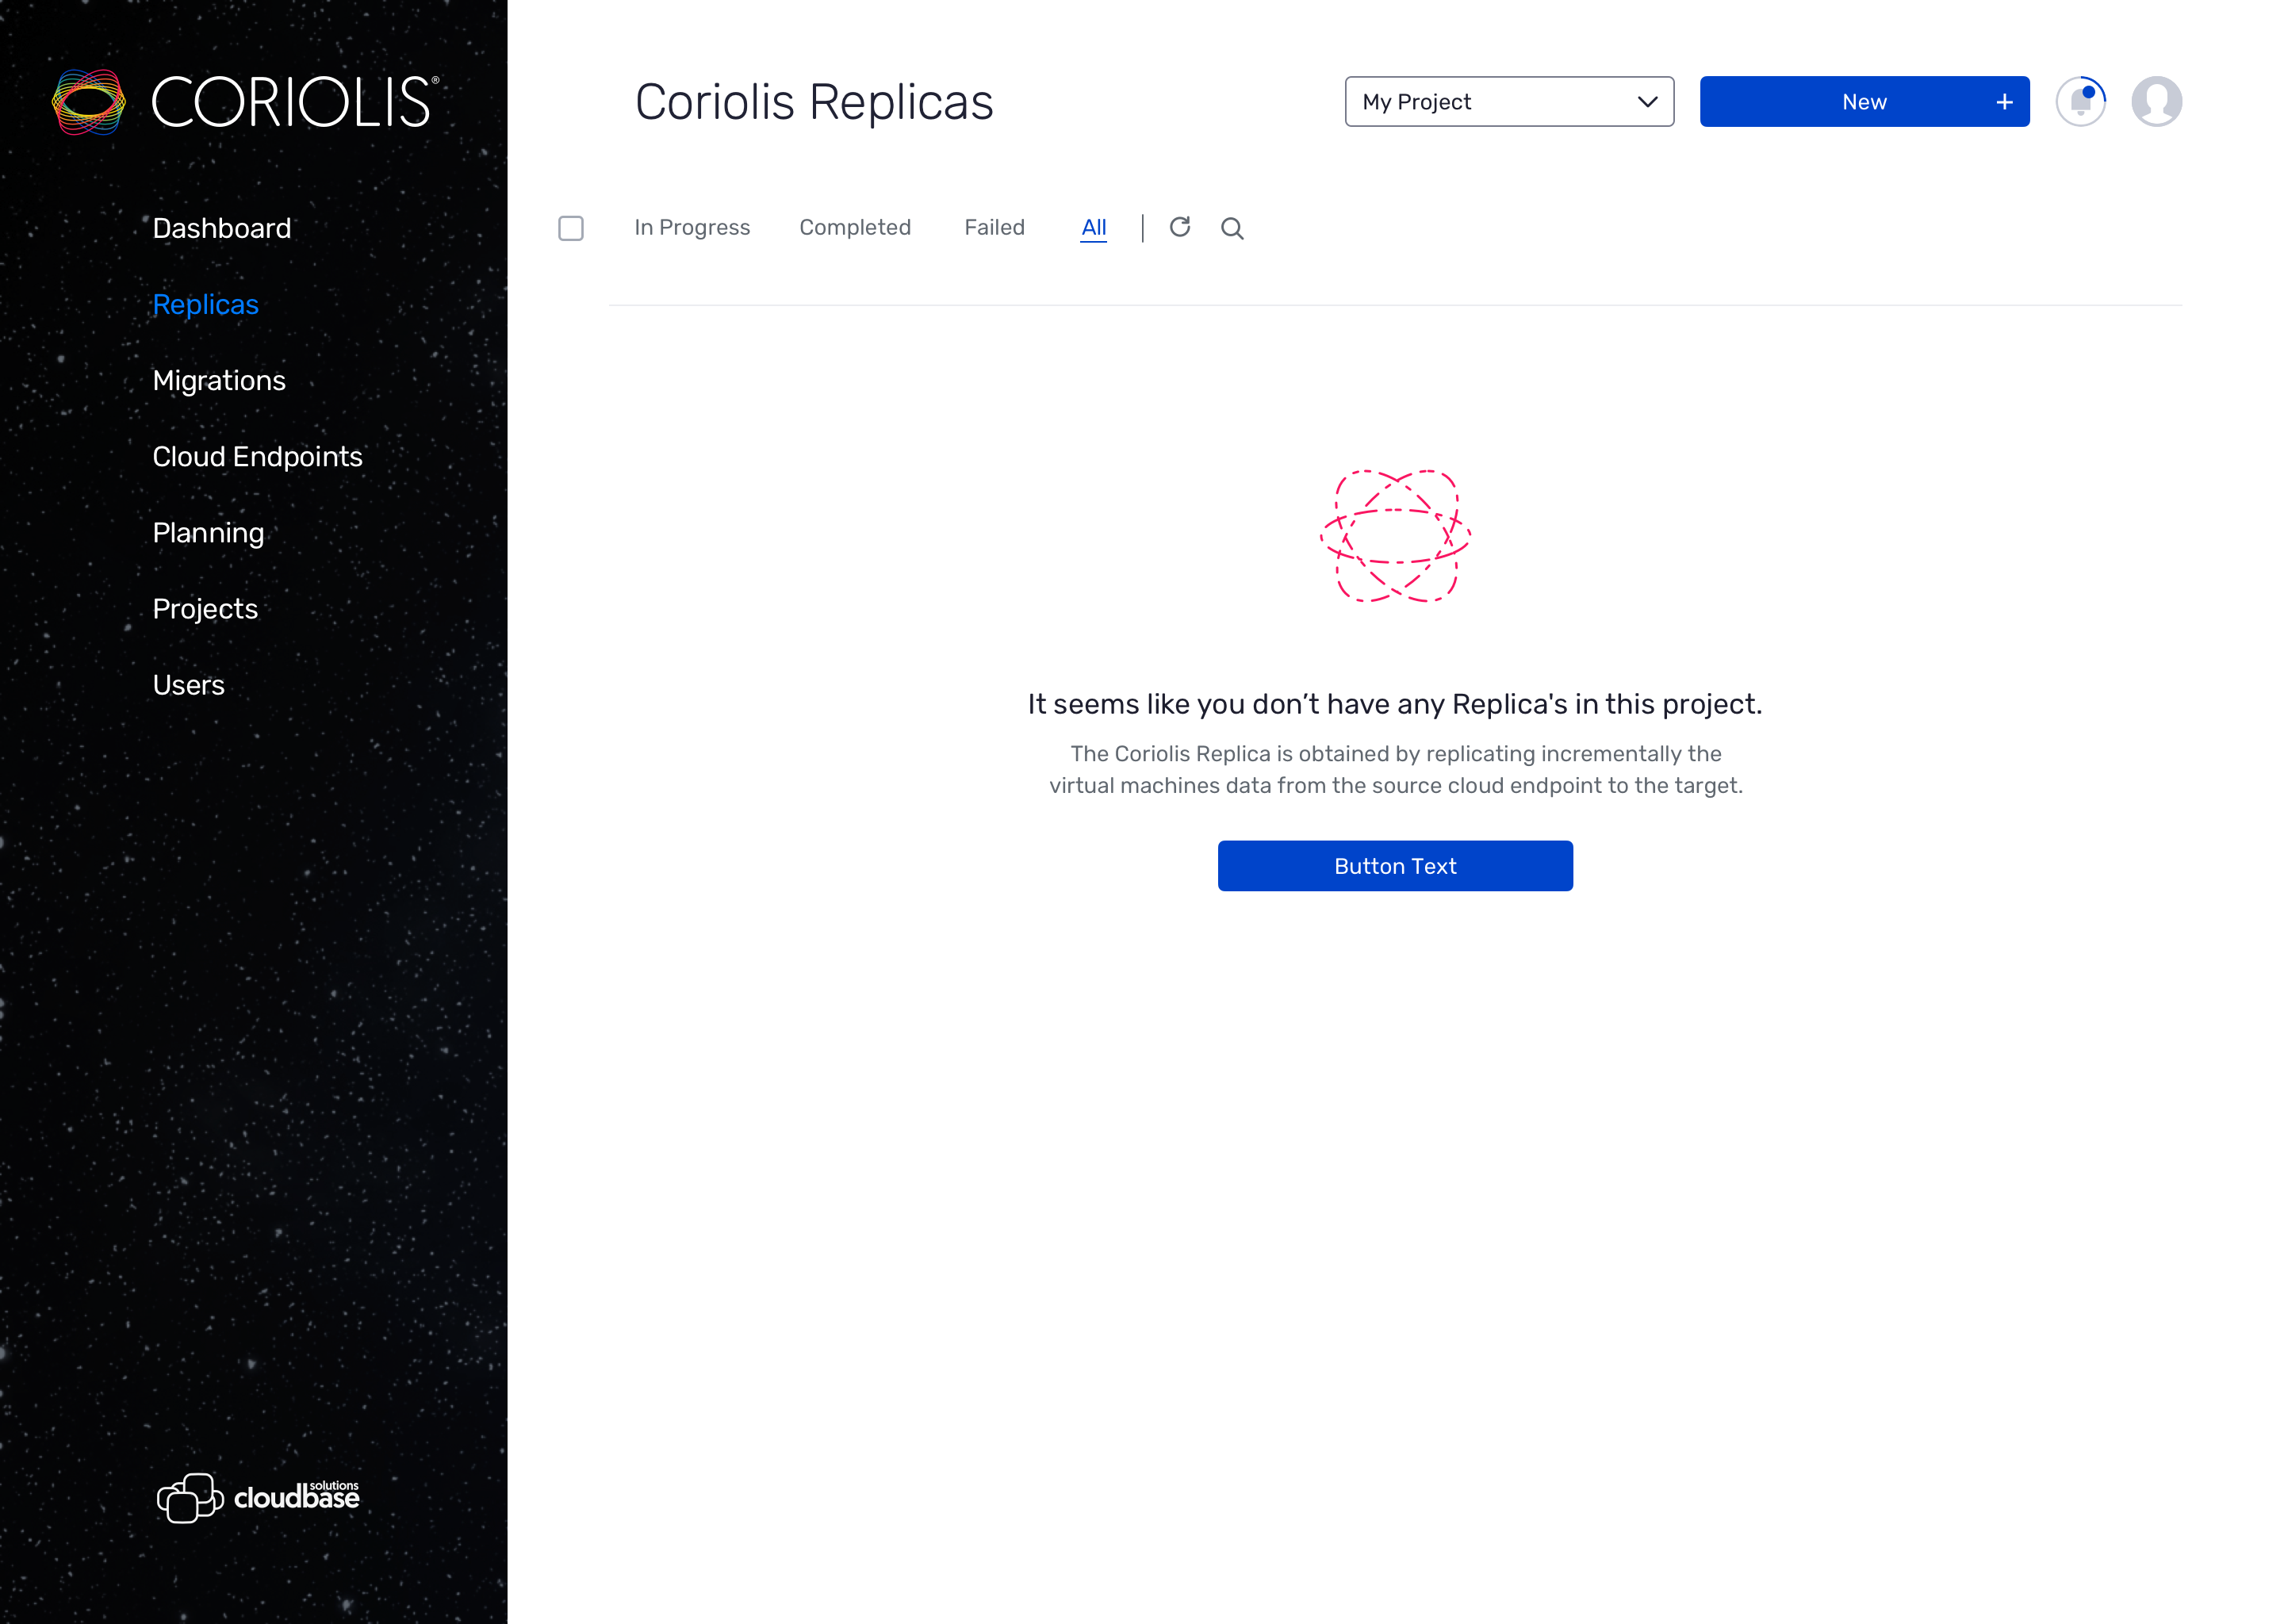 CORIOLIS®
Dashboard
Replicas
Migrations
Cloud Endpoints
Planning
Projects
Users
cloudbase solutions
Coriolis Replicas
My Project
New
In Progress
Completed
Failed
All
It seems like you don’t have any Replica's in this project.
The Coriolis Replica is obtained by replicating incrementally the
virtual machines data from the source cloud endpoint to the target.
Button Text